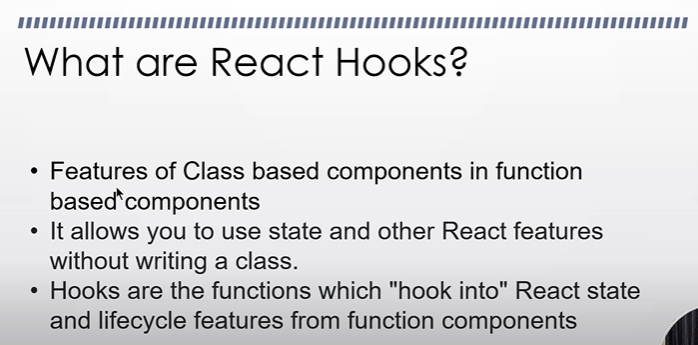 What are React Hooks?
• Features of Class based components in function
based components
• It allows you to use state and other React features
without writing a class.
• Hooks are the functions which "hook into" React state
and lifecycle features from function components